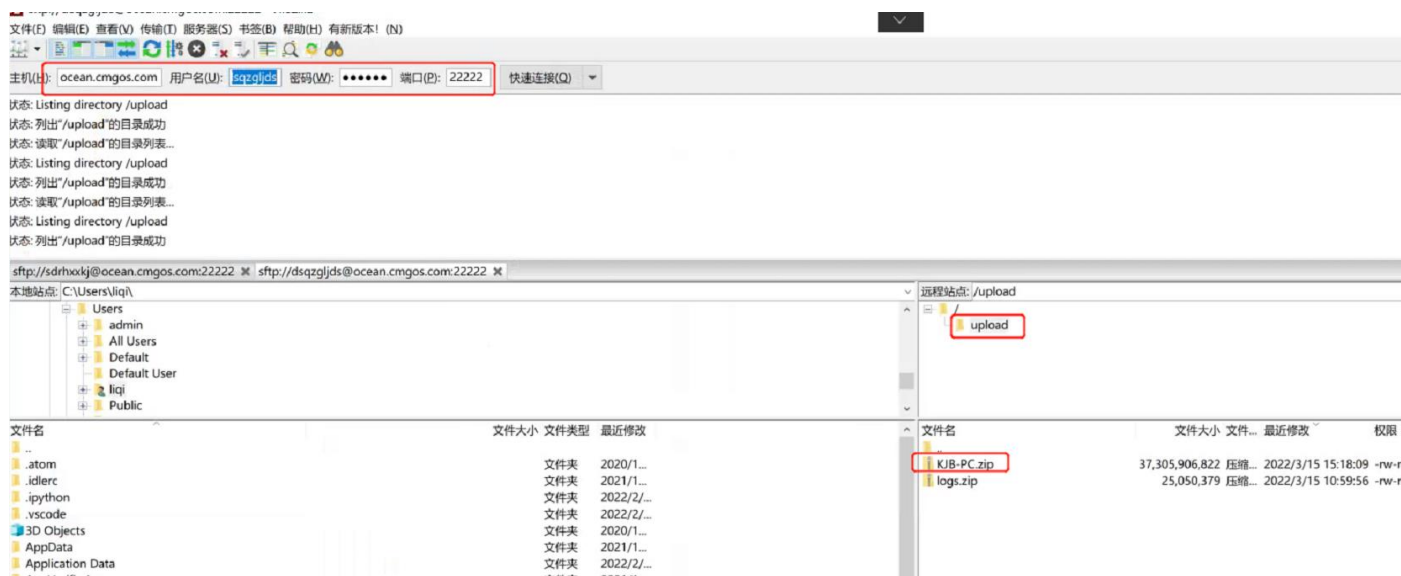 文件(F) 编辑(E) 查看(V) 传输(T) 服务器(S) 书签(B) 帮助(H) 有新版本! (N)
主机(H): ocean.cmgos.com 用户名(U): sqzgljds 密码(W): ●●●●●● 端口(P): 22222 快速连接(Q)
状态: Listing directory /upload
状态: 列出"/upload"的目录成功
状态: 读取"/upload"的目录列表...
状态: Listing directory /upload
状态: 列出"/upload"的目录成功
状态: 读取"/upload"的目录列表...
状态: Listing directory /upload
状态: 列出"/upload"的目录成功
sftp://sdrhxxkj@ocean.cmgos.com:22222 sftp://dsqzgljds@ocean.cmgos.com:22222
本地站点: C:\Users\liqi\
Users
admin
All Users
Default
Default User
liqi
Public
远程站点: /upload
/
upload
文件名 文件大小 文件类型 最近修改
..
.atom 文件夹 2020/1...
.idlerc 文件夹 2021/1...
.ipython 文件夹 2022/2/...
.vscode 文件夹 2022/2/...
3D Objects 文件夹 2020/1...
AppData 文件夹 2021/1...
Application Data 文件夹 2022/2/...
文件名 文件大小 文件... 最近修改 权限
..
KJB-PC.zip 37,305,906,822 压缩... 2022/3/15 15:18:09 -rw-r
logs.zip 25,050,379 压缩... 2022/3/15 10:59:56 -rw-r